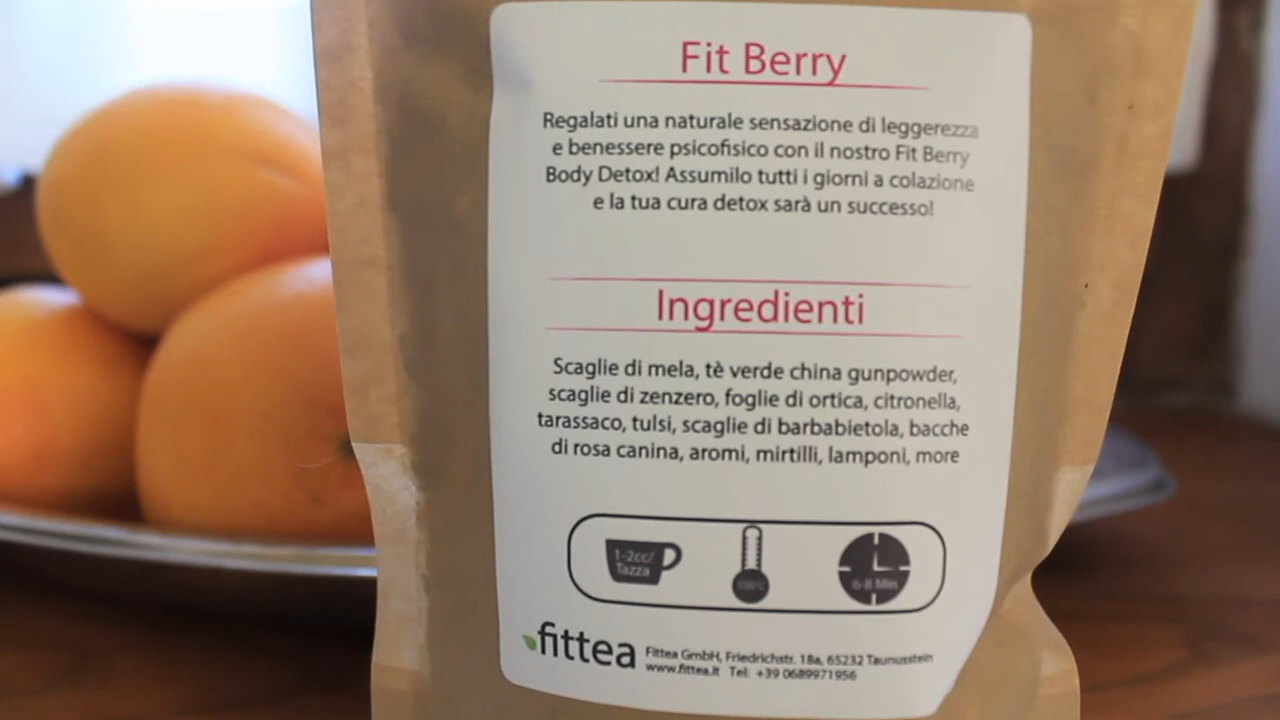 Fit Berry
Regalati una naturale sensazione di leggerezza
e benessere psicofisico con il nostro Fit Berry
Body Detox! Assumilo tutti i giorni a colazione
e la tua cura detox sarà un successo!
Ingredienti
Scaglie di mela, tè verde china gunpowder,
scaglie di zenzero, foglie di ortica, citronella,
tarassaco, tulsi, scaglie di barbabietola, bacche
di rosa canina, aromi, mirtilli, lamponi, more
1-2cc/
Tazza
6-8 Min
fittea
Fittea GmbH, Friedrichstr. 18a, 65232 Taunusstein
www.fittea.it Tel: +39 0689971956